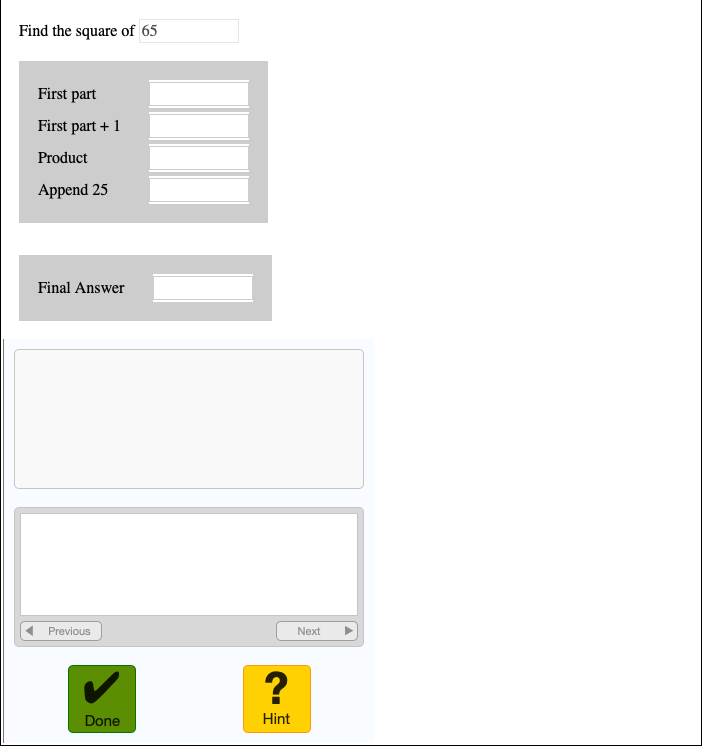 Find the square of 65
First part
First part + 1
Product
Append 25
Final Answer
Previous Next
Done Hint